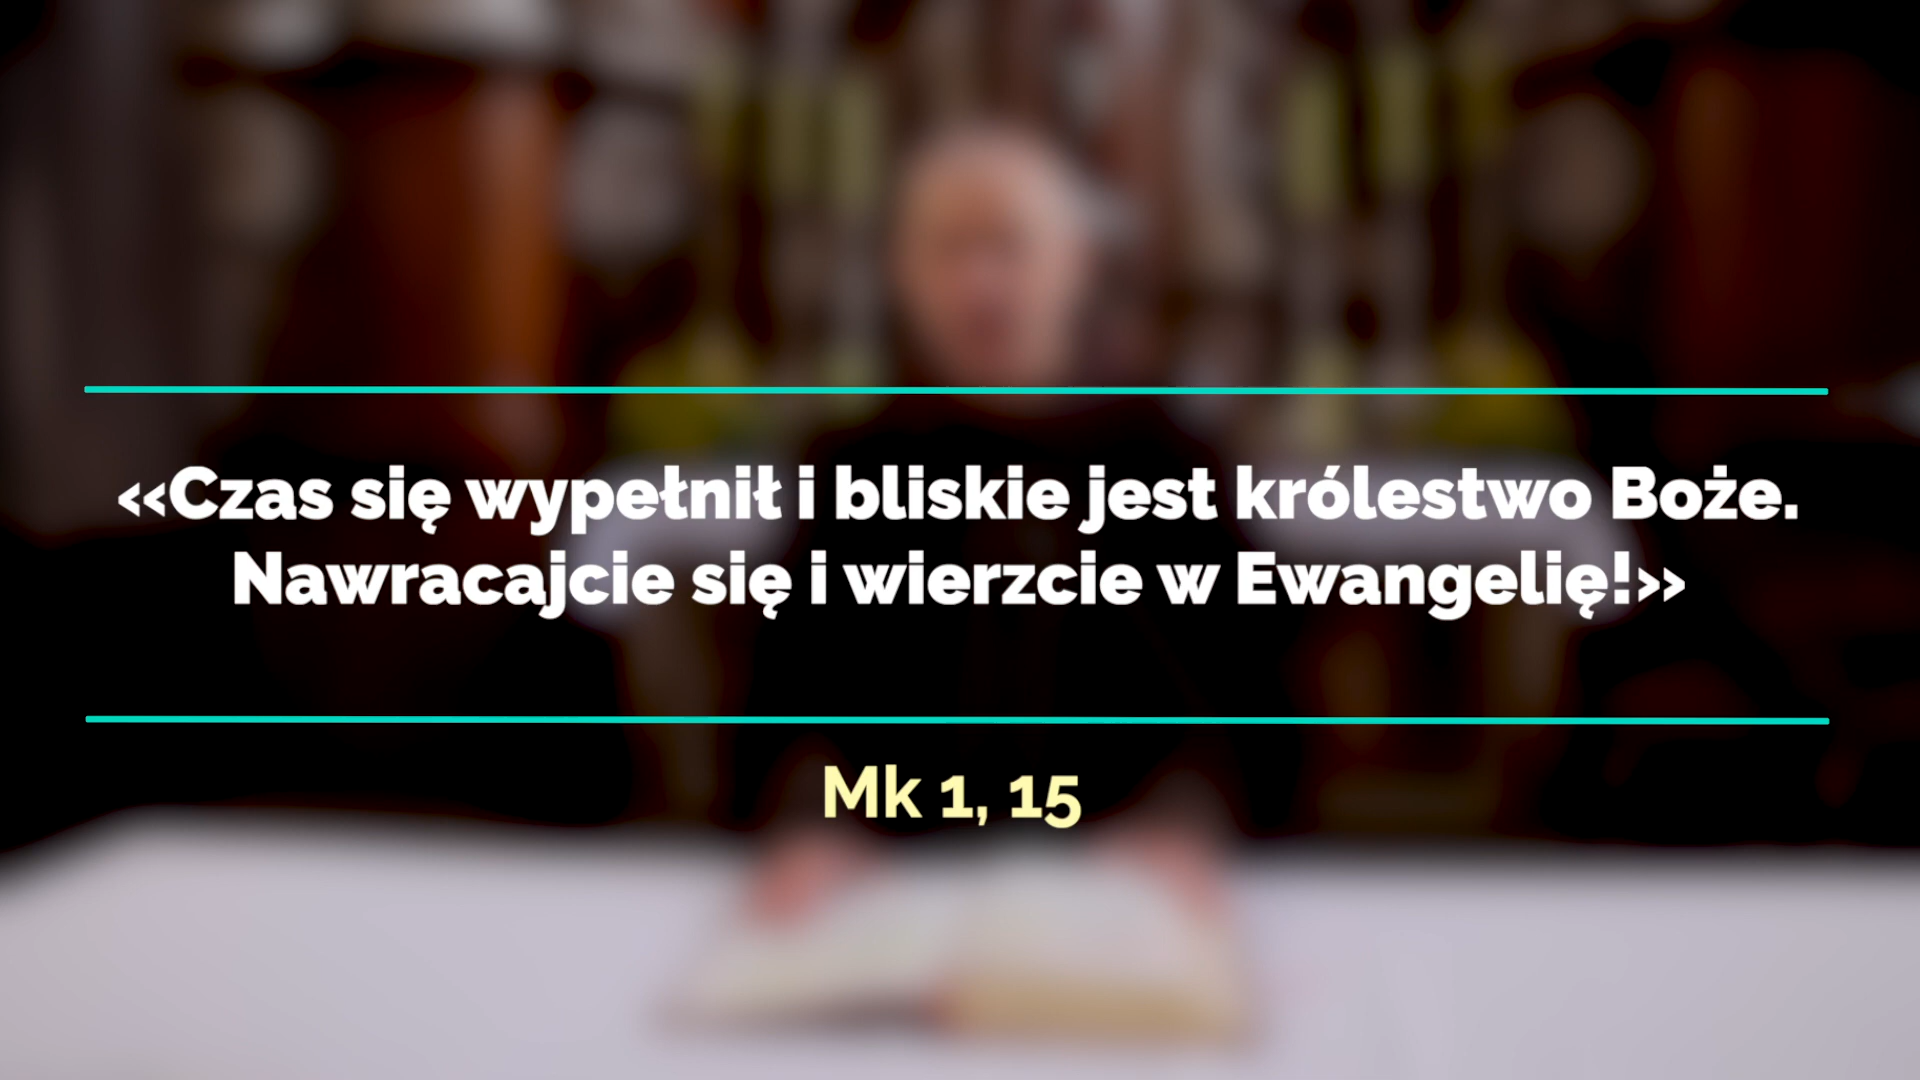 «Czas się wypełnił i bliskie jest królestwo Boże.
Nawracajcie się i wierzcie w Ewangelię!»
Mk 1, 15